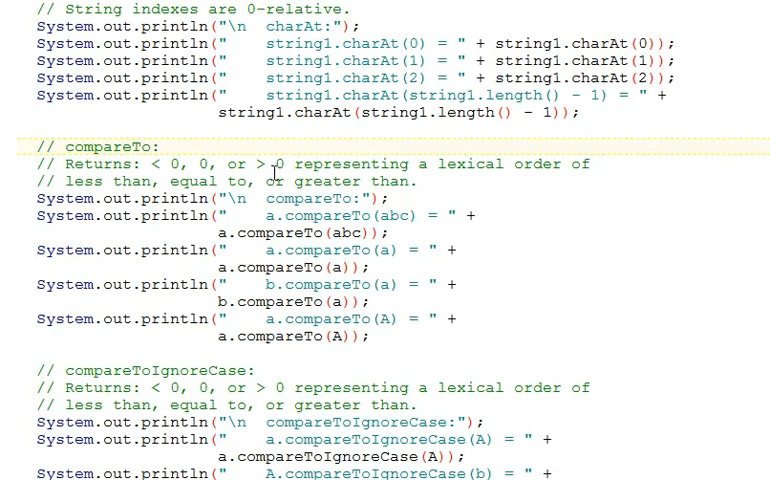 // String indexes are 0-relative.
System.out.println("\n  charAt:");
System.out.println("    string1.charAt(0) = " + string1.charAt(0));
System.out.println("    string1.charAt(1) = " + string1.charAt(1));
System.out.println("    string1.charAt(2) = " + string1.charAt(2));
System.out.println("    string1.charAt(string1.length() - 1) = " +
                   string1.charAt(string1.length() - 1));
// compareTo:
// Returns: < 0, 0, or > 0 representing a lexical order of
// less than, equal to, or greater than.
System.out.println("\n  compareTo:");
System.out.println("    a.compareTo(abc) = " +
                   a.compareTo(abc));
System.out.println("    a.compareTo(a) = " +
                   a.compareTo(a));
System.out.println("    b.compareTo(a) = " +
                   b.compareTo(a));
System.out.println("    a.compareTo(A) = " +
                   a.compareTo(A));
// compareToIgnoreCase:
// Returns: < 0, 0, or > 0 representing a lexical order of
// less than, equal to, or greater than.
System.out.println("\n  compareToIgnoreCase:");
System.out.println("    a.compareToIgnoreCase(A) = " +
                   a.compareToIgnoreCase(A));
System.out.println("    A.compareToIgnoreCase(b) = " +